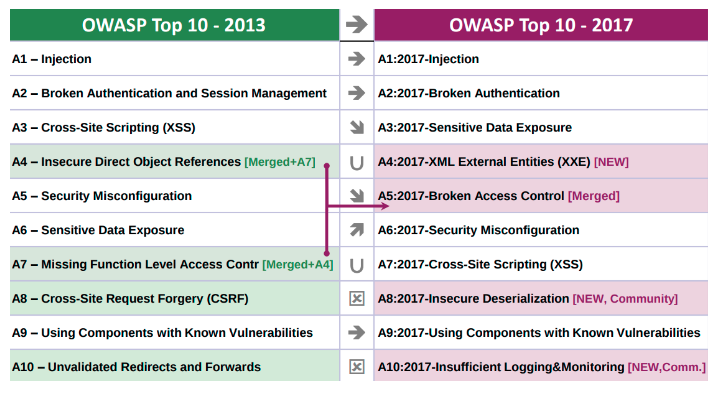 OWASP Top 10 - 2013 → OWASP Top 10 - 2017
A1 – Injection → A1:2017-Injection
A2 – Broken Authentication and Session Management → A2:2017-Broken Authentication
A3 – Cross-Site Scripting (XSS) ↘ A3:2017-Sensitive Data Exposure
A4 – Insecure Direct Object References [Merged+A7] U A4:2017-XML External Entities (XXE) [NEW]
A5 – Security Misconfiguration ↘ A5:2017-Broken Access Control [Merged]
A6 – Sensitive Data Exposure ↗ A6:2017-Security Misconfiguration
A7 – Missing Function Level Access Contr [Merged+A4] U A7:2017-Cross-Site Scripting (XSS)
A8 – Cross-Site Request Forgery (CSRF) ☒ A8:2017-Insecure Deserialization [NEW, Community]
A9 – Using Components with Known Vulnerabilities → A9:2017-Using Components with Known Vulnerabilities
A10 – Unvalidated Redirects and Forwards ☒ A10:2017-Insufficient Logging&Monitoring [NEW,Comm.]